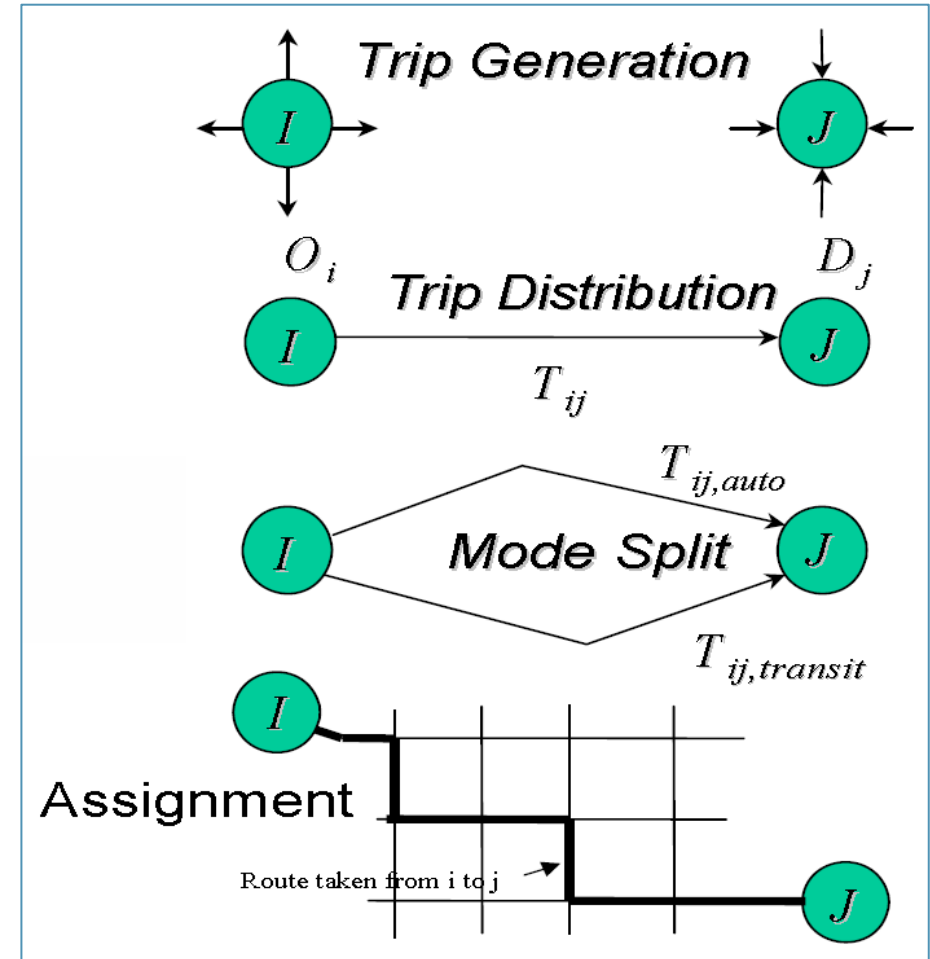 Trip Generation
I
J
O i
D j
Trip Distribution
I
J
T ij
T ij,auto
I
Mode Split
J
T ij,transit
I
Assignment
Route taken from i to j
J